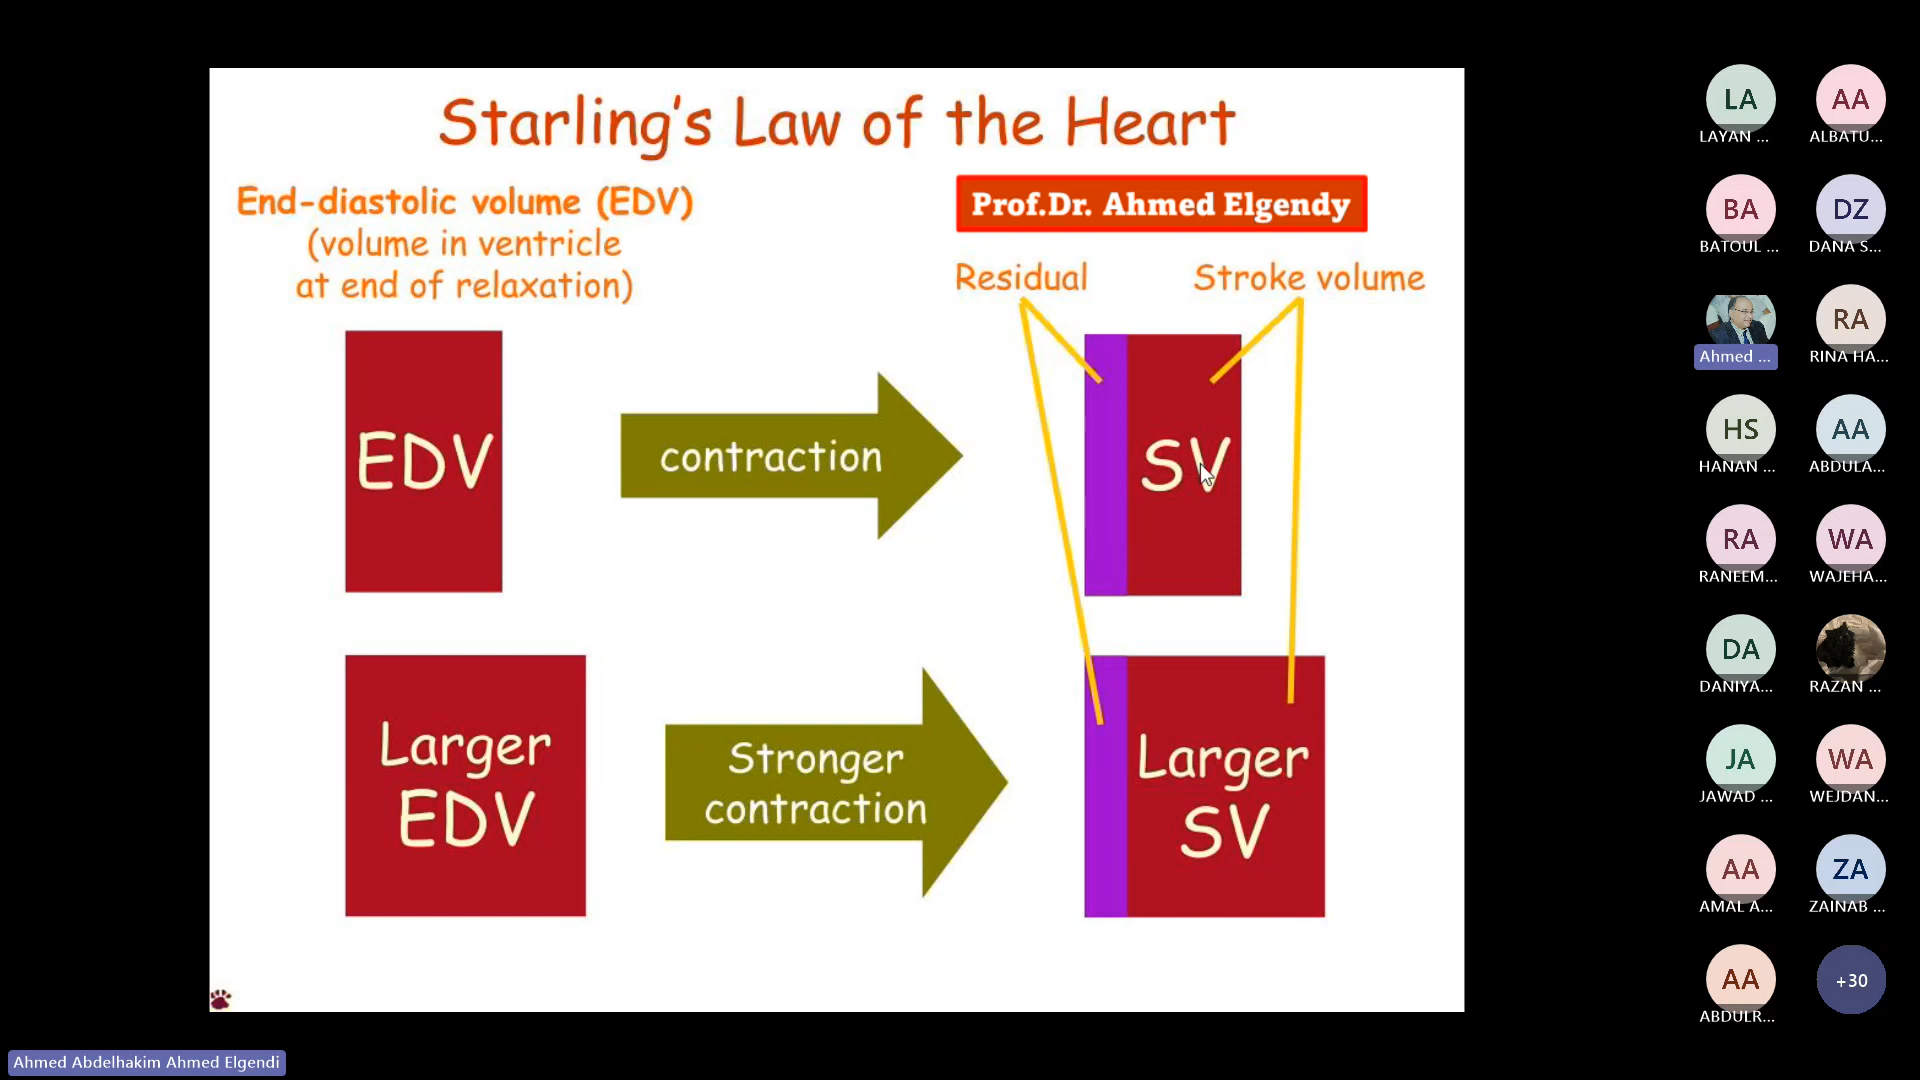 Starling's Law of the Heart
End-diastolic volume (EDV)
(volume in ventricle
at end of relaxation)
Prof.Dr. Ahmed Elgendy
Residual
Stroke volume
EDV
contraction
SV
Larger
EDV
Stronger
contraction
Larger
SV
LA
LAYAN ...
AA
ALBATU...
BA
BATOUL ...
DZ
DANA S...
Ahmed ...
RA
RINA HA...
HS
HANAN ...
AA
ABDULA...
RA
RANEEM...
WA
WAJEHA...
DA
DANIYA...
RAZAN ...
JA
JAWAD ...
WA
WEJDAN...
AA
AMAL A...
ZA
ZAINAB ...
AA
ABDULR...
+30
Ahmed Abdelhakim Ahmed Elgendi